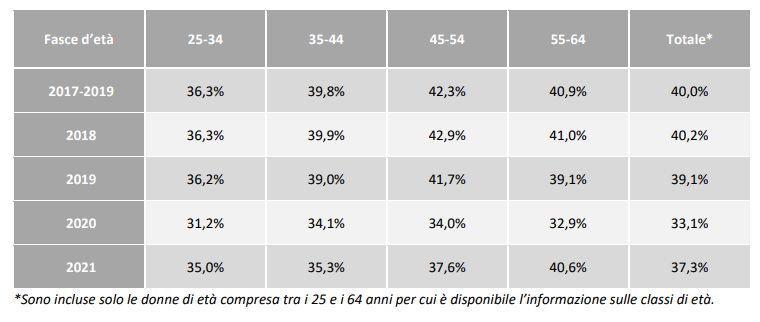 Fasce d’età 25-34 35-44 45-54 55-64 Totale*
2017-2019 36,3% 39,8% 42,3% 40,9% 40,0%
2018 36,3% 39,9% 42,9% 41,0% 40,2%
2019 36,2% 39,0% 41,7% 39,1% 39,1%
2020 31,2% 34,1% 34,0% 32,9% 33,1%
2021 35,0% 35,3% 37,6% 40,6% 37,3%
*Sono incluse solo le donne di età compresa tra i 25 e i 64 anni per cui è disponibile l’informazione sulle classi di età.